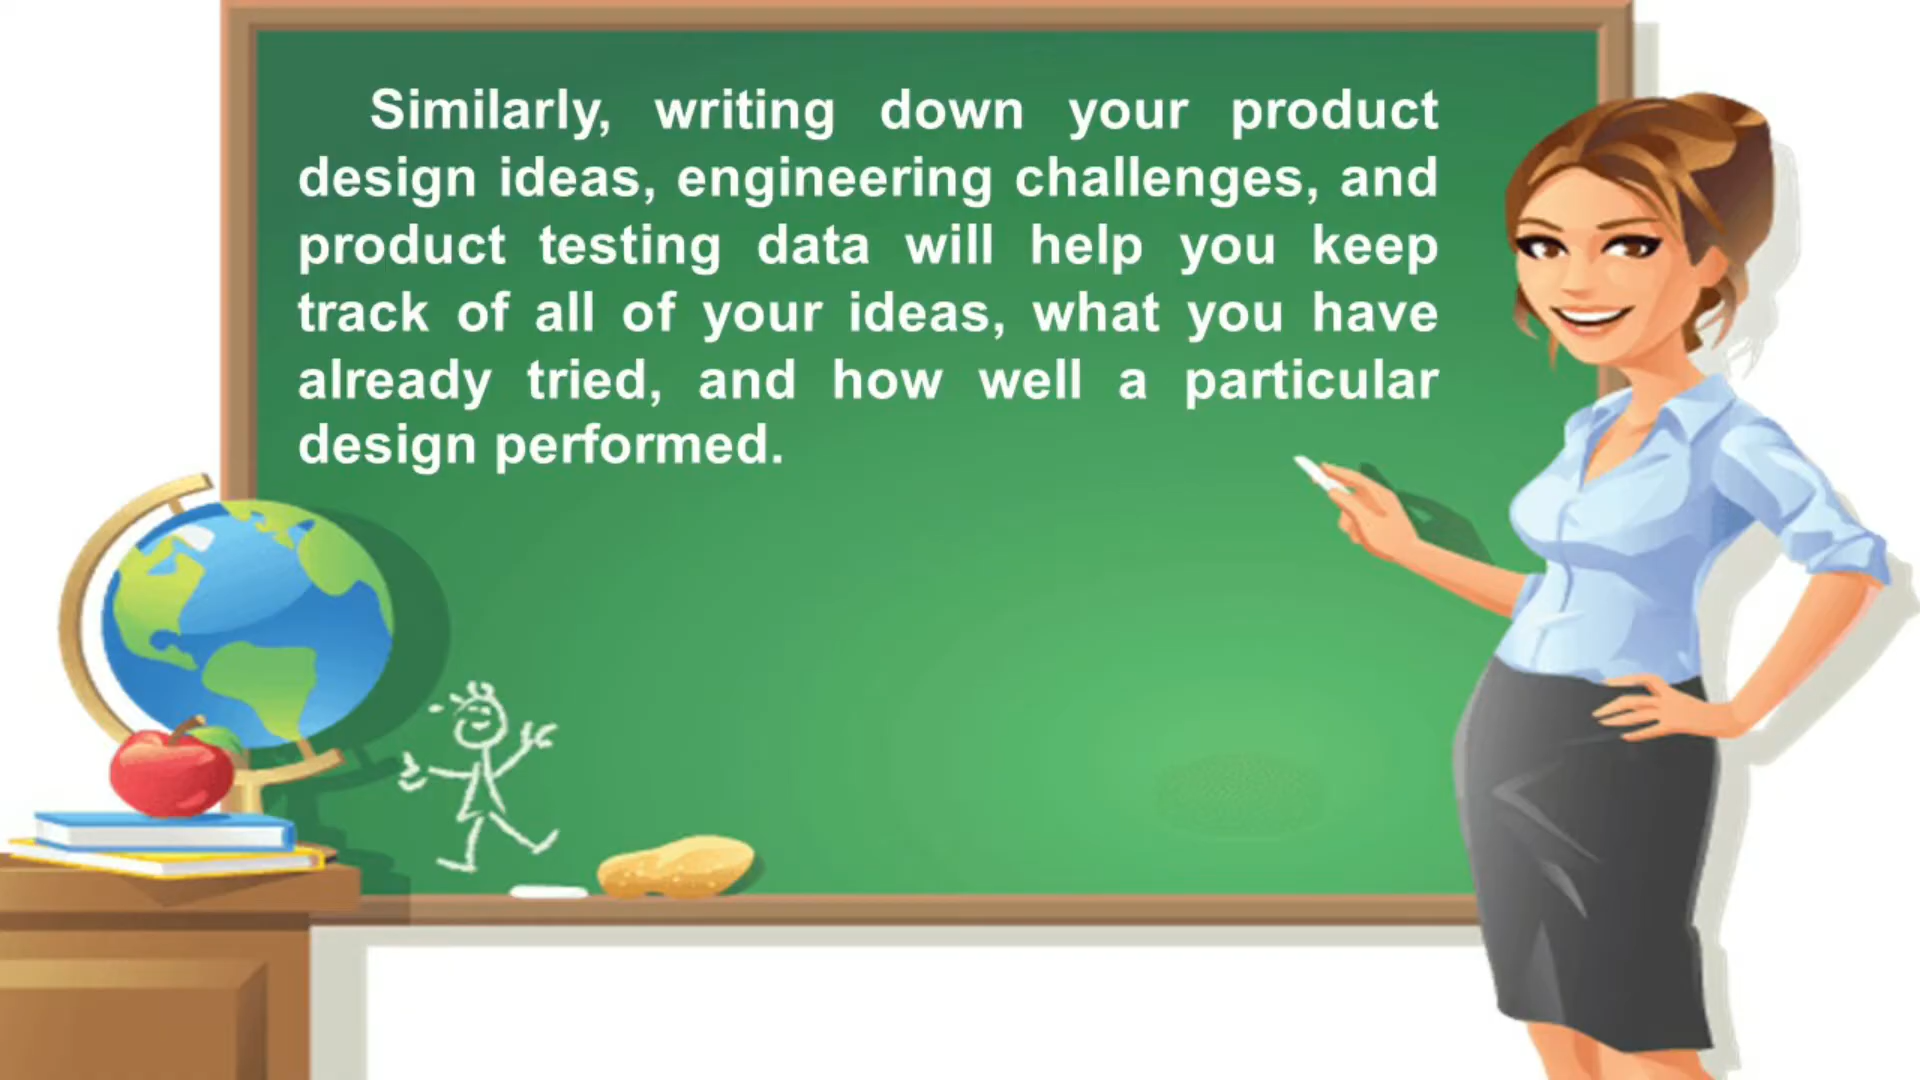 Similarly, writing down your product
design ideas, engineering challenges, and
product testing data will help you keep
track of all of your ideas, what you have
already tried, and how well a particular
design performed.